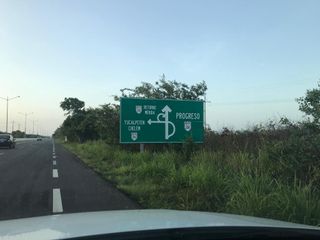 RETORNO
MERIDA
PROGRESO
YUCALPETEN
CHELEM